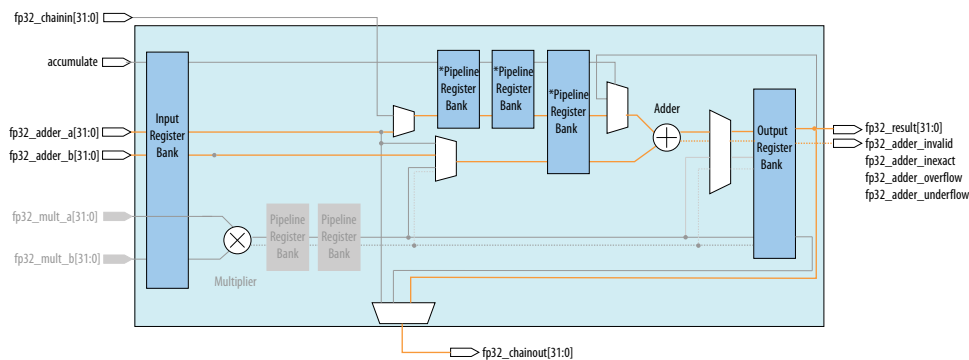 fp32_chainin[31:0]
accumulate
*Pipeline
Register
Bank
*Pipeline
Register
Bank
*Pipeline
Register
Bank
Input
Register
Bank
Adder
Output
Register
Bank
fp32_adder_a[31:0]
fp32_adder_b[31:0]
fp32_result[31:0]
fp32_adder_invalid
fp32_adder_inexact
fp32_adder_overflow
fp32_adder_underflow
fp32_mult_a[31:0]
fp32_mult_b[31:0]
Pipeline
Register
Bank
Pipeline
Register
Bank
Multiplier
fp32_chainout[31:0]